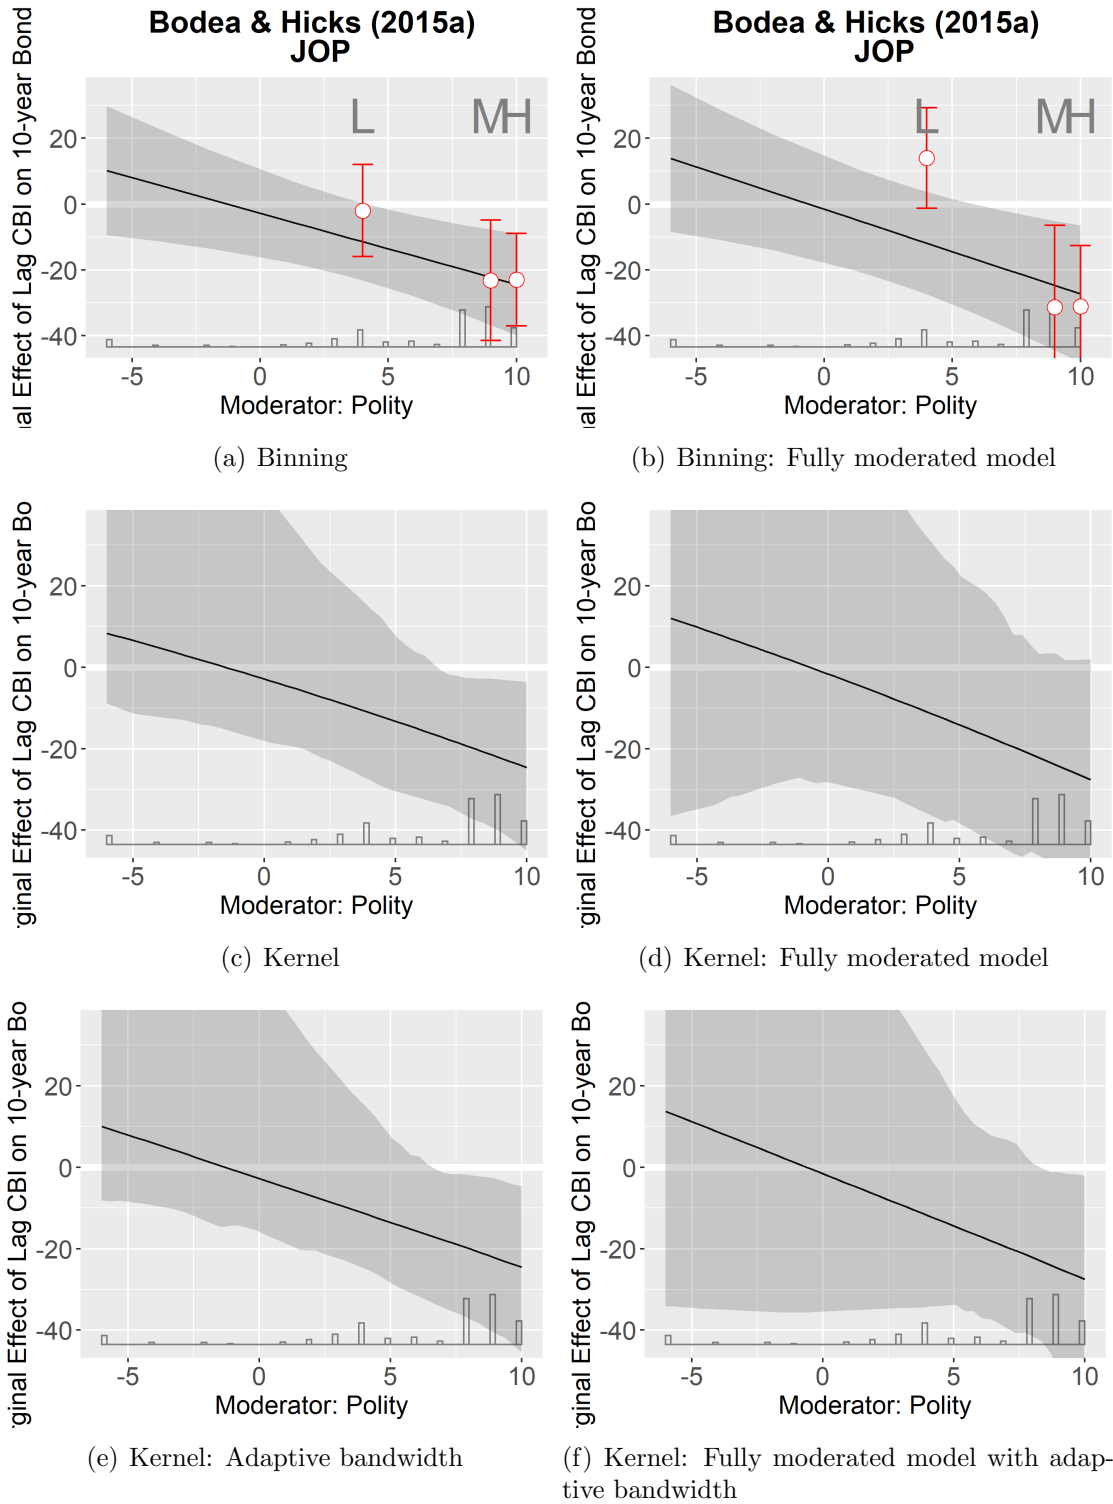 Bodea & Hicks (2015a)
JOP
al Effect of Lag CBI on 10-year Bond
20
0
-20
-40
L
M
H
-5
0
5
10
Moderator: Polity
(a) Binning
Bodea & Hicks (2015a)
JOP
al Effect of Lag CBI on 10-year Bond
20
0
-20
-40
L
M
H
-5
0
5
10
Moderator: Polity
(b) Binning: Fully moderated model
ginal Effect of Lag CBI on 10-year Bo
20
0
-20
-40
-5
0
5
10
Moderator: Polity
(c) Kernel
ginal Effect of Lag CBI on 10-year Bo
20
0
-20
-40
-5
0
5
10
Moderator: Polity
(d) Kernel: Fully moderated model
ginal Effect of Lag CBI on 10-year Bo
20
0
-20
-40
-5
0
5
10
Moderator: Polity
(e) Kernel: Adaptive bandwidth
ginal Effect of Lag CBI on 10-year Bo
20
0
-20
-40
-5
0
5
10
Moderator: Polity
(f) Kernel: Fully moderated model with adap-
tive bandwidth